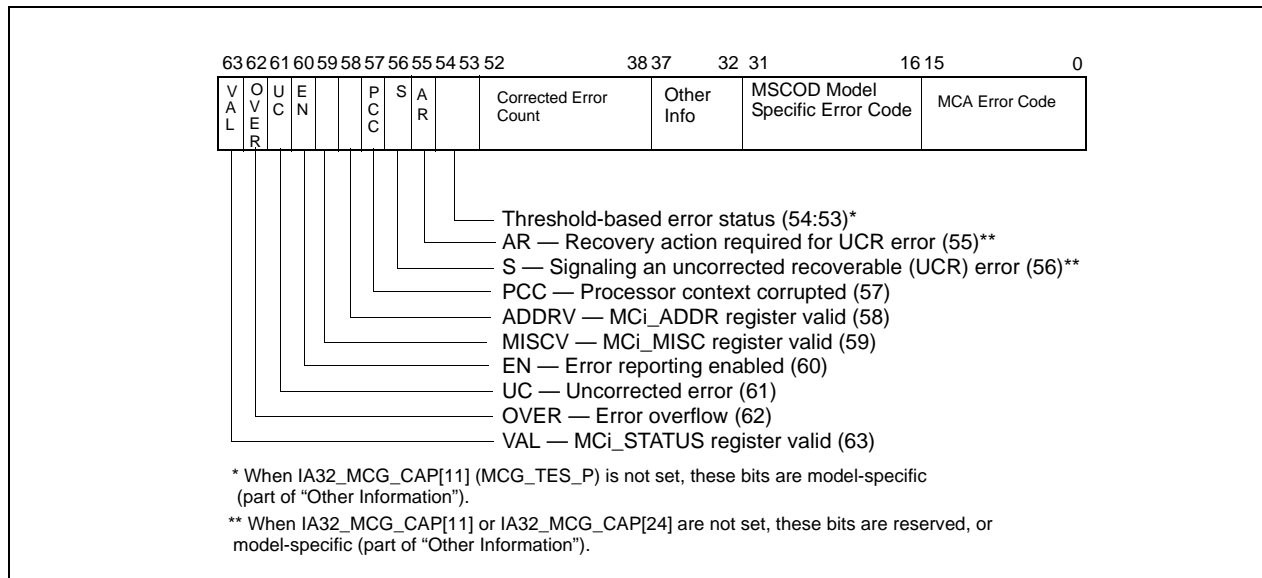 63 62 61 60 59 58 57 56 55 54 53 52 38 37 32 31 16 15 0
VAL
OVER
UC
EN
PCC
S
AR
Corrected Error
Count
Other
Info
MSCOD Model
Specific Error Code
MCA Error Code
Threshold-based error status (54:53)*
AR — Recovery action required for UCR error (55)**
S — Signaling an uncorrected recoverable (UCR) error (56)**
PCC — Processor context corrupted (57)
ADDRV — MCi_ADDR register valid (58)
MISCV — MCi_MISC register valid (59)
EN — Error reporting enabled (60)
UC — Uncorrected error (61)
OVER — Error overflow (62)
VAL — MCi_STATUS register valid (63)
* When IA32_MCG_CAP[11] (MCG_TES_P) is not set, these bits are model-specific
(part of “Other Information”).
** When IA32_MCG_CAP[11] or IA32_MCG_CAP[24] are not set, these bits are reserved, or
model-specific (part of “Other Information”).